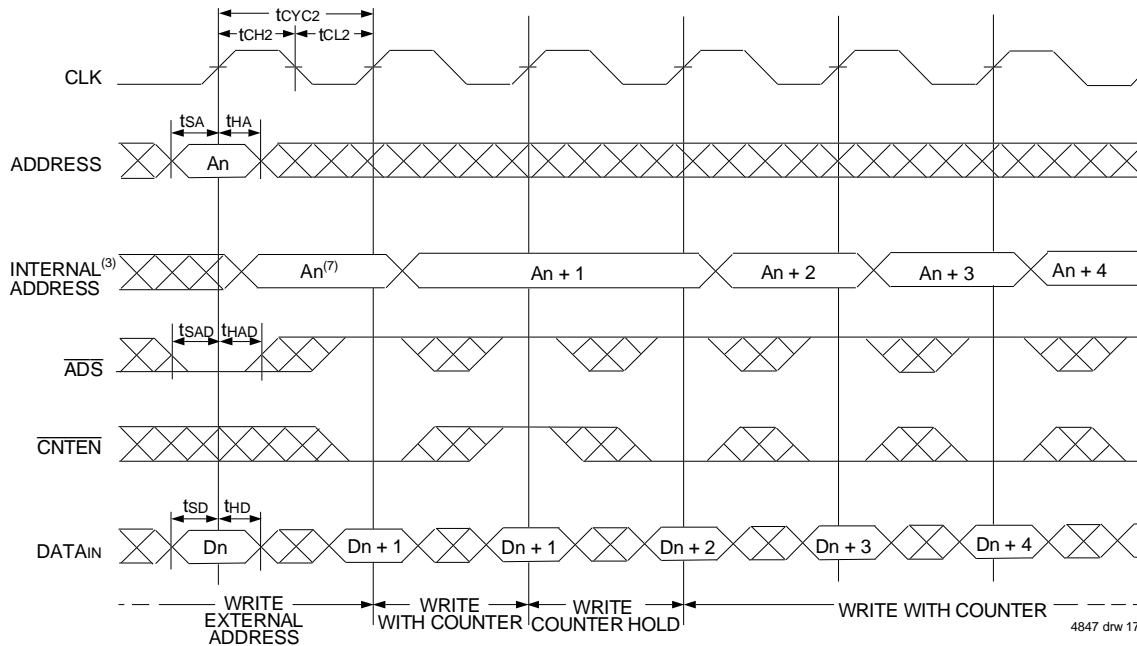 tCYC2
tCH2 tCL2
CLK
tSA tHA
ADDRESS An
INTERNAL(3) ADDRESS An(7) An + 1 An + 2 An + 3 An + 4
tSAD tHAD
ADS
CNTEN
tSD tHD
DATAIN Dn Dn + 1 Dn + 1 Dn + 2 Dn + 3 Dn + 4
WRITE EXTERNAL ADDRESS
WRITE WITH COUNTER
WRITE COUNTER HOLD
WRITE WITH COUNTER
4847 drw 17